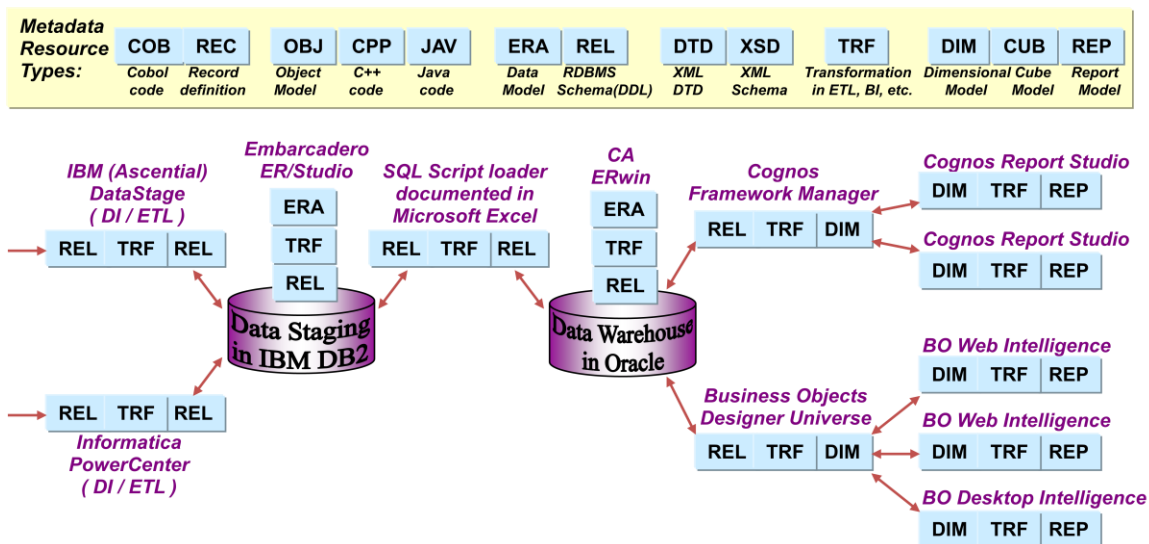 Metadata
Resource
Types:
COB REC OBJ CPP JAV ERA REL DTD XSD TRF DIM CUB REP
Cobol code
Record definition
Object Model
C++ code
Java code
Data Model
RDBMS Schema(DDL)
XML DTD
XML Schema
Transformation in ETL, BI, etc.
Dimensional Model
Cube Model
Report Model
IBM (Ascential)
DataStage
( DI / ETL )
REL TRF REL
Embarcadero
ER/Studio
ERA
TRF
REL
Data Staging
in IBM DB2
SQL Script loader
documented in
Microsoft Excel
REL TRF REL
CA
ERwin
ERA
TRF
REL
Data Warehouse
in Oracle
Cognos
Framework Manager
REL TRF DIM
Cognos Report Studio
DIM TRF REP
Cognos Report Studio
DIM TRF REP
REL TRF REL
Informatica
PowerCenter
( DI / ETL )
Business Objects
Designer Universe
REL TRF DIM
BO Web Intelligence
DIM TRF REP
BO Web Intelligence
DIM TRF REP
BO Desktop Intelligence
DIM TRF REP